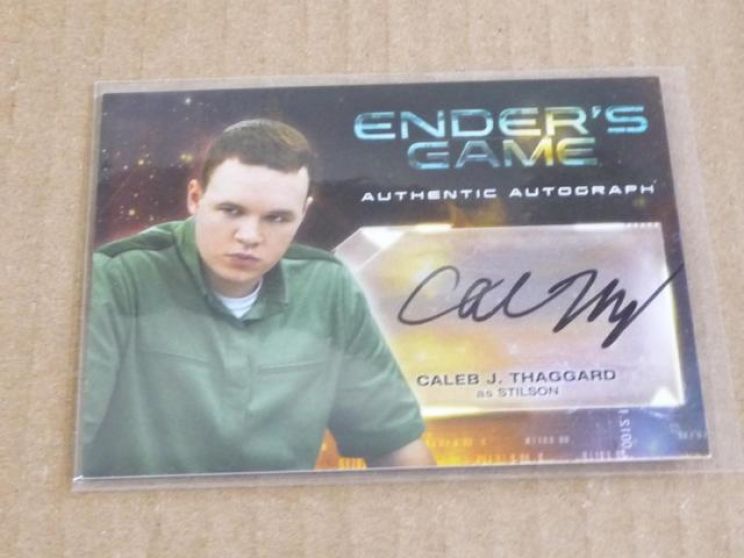 ENDER'S
GAME
AUTHENTIC AUTOGRAPH
CALEB J. THAGGARD
as STILSON